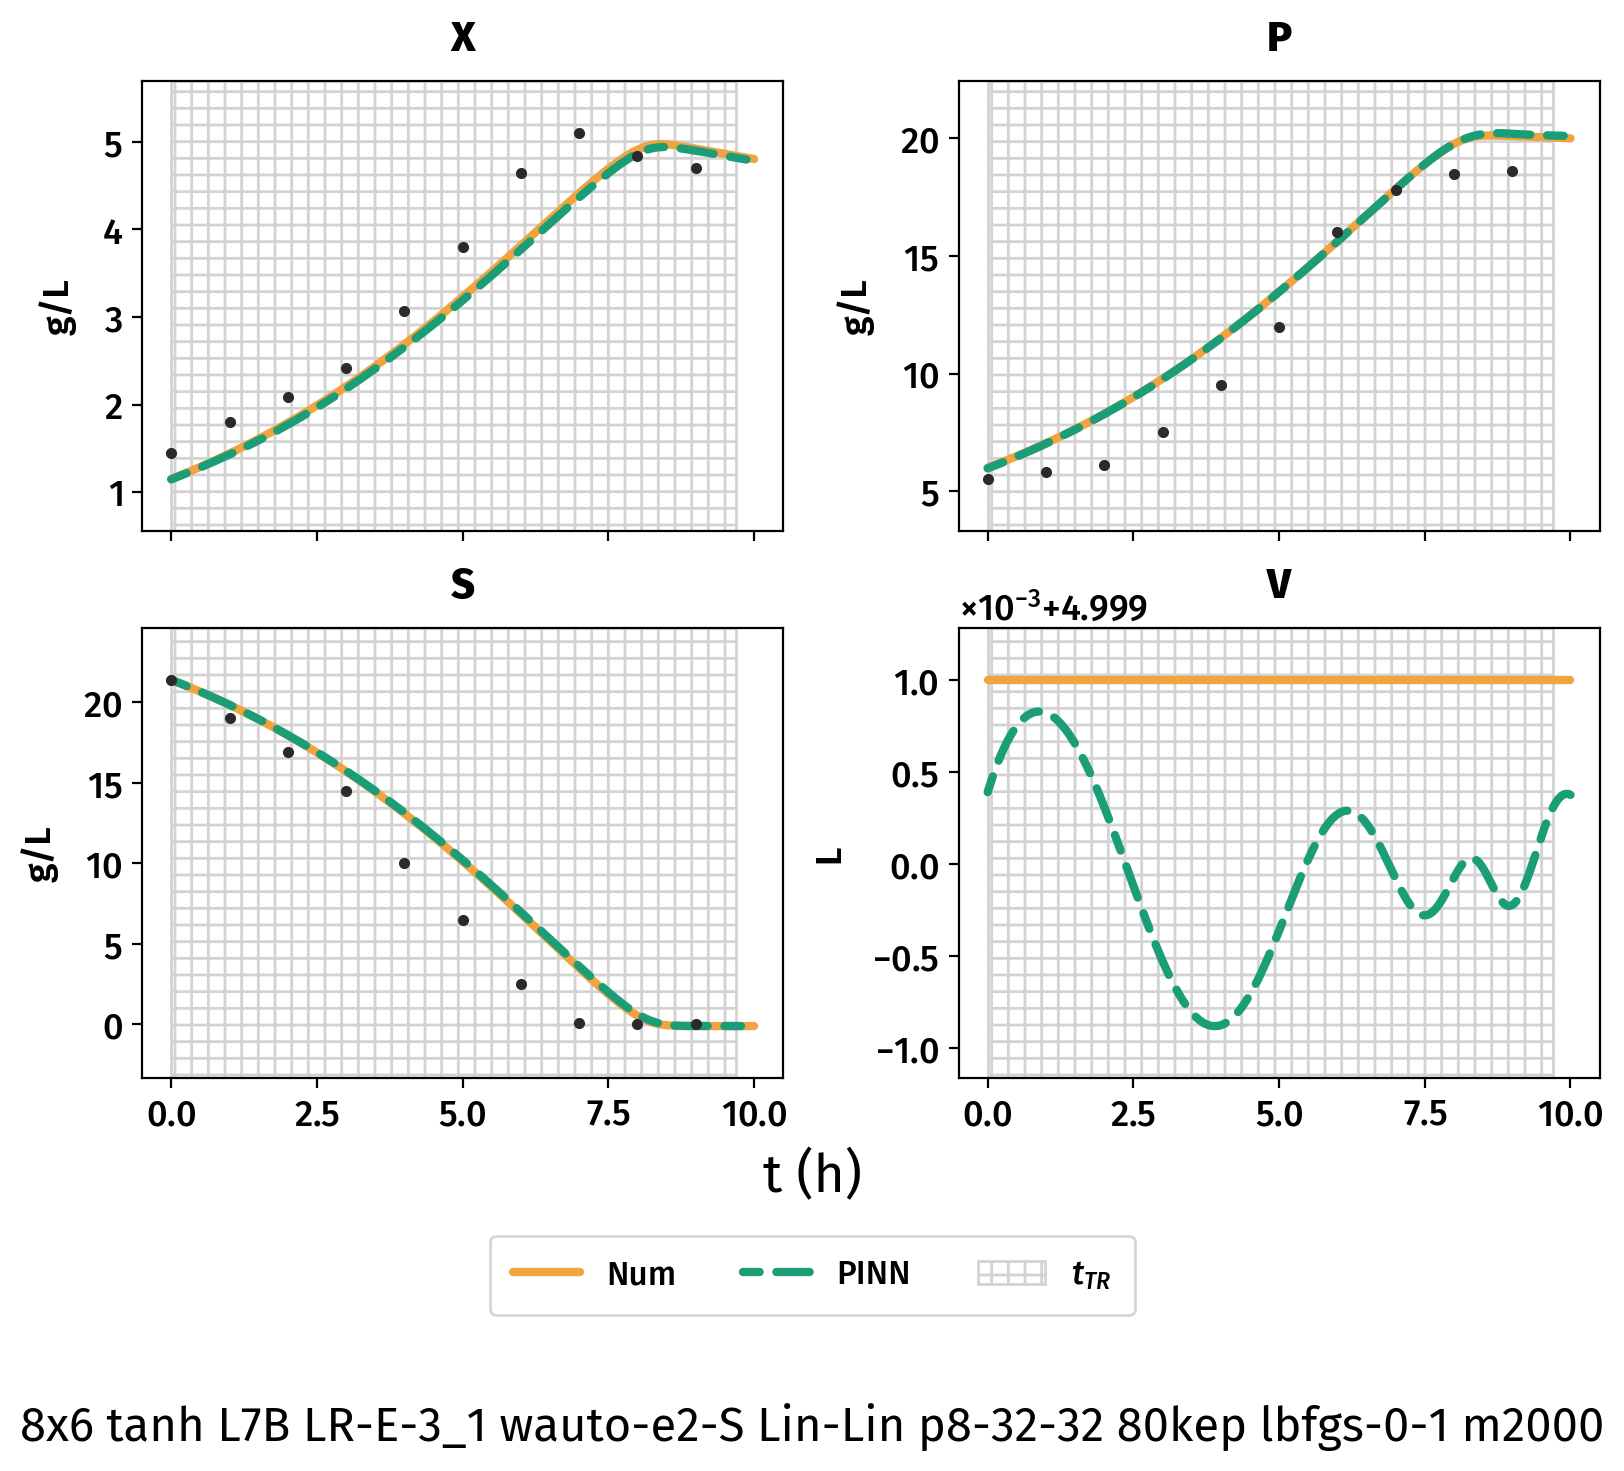 X
P
5
4
3
2
1
g/L
20
15
10
5
g/L
S
V
×10⁻³+4.999
20
15
10
5
0
g/L
1.0
0.5
0.0
−0.5
−1.0
L
0.0 2.5 5.0 7.5 10.0
0.0 2.5 5.0 7.5 10.0
t (h)
Num PINN t_TR
8x6 tanh L7B LR-E-3_1 wauto-e2-S Lin-Lin p8-32-32 80kep lbfgs-0-1 m2000